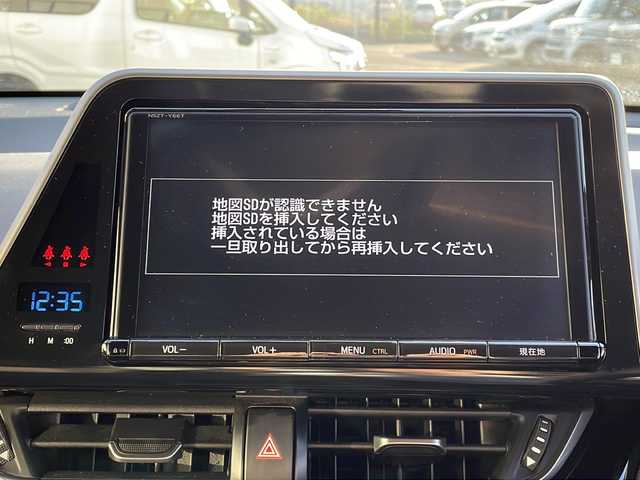 NSZT-Y66T
地図SDが認識できません
地図SDを挿入してください
挿入されている場合は
一旦取り出してから再挿入してください
12:35
H M :00
VOL− VOL+ MENU CTRL AUDIO PWR 現在地